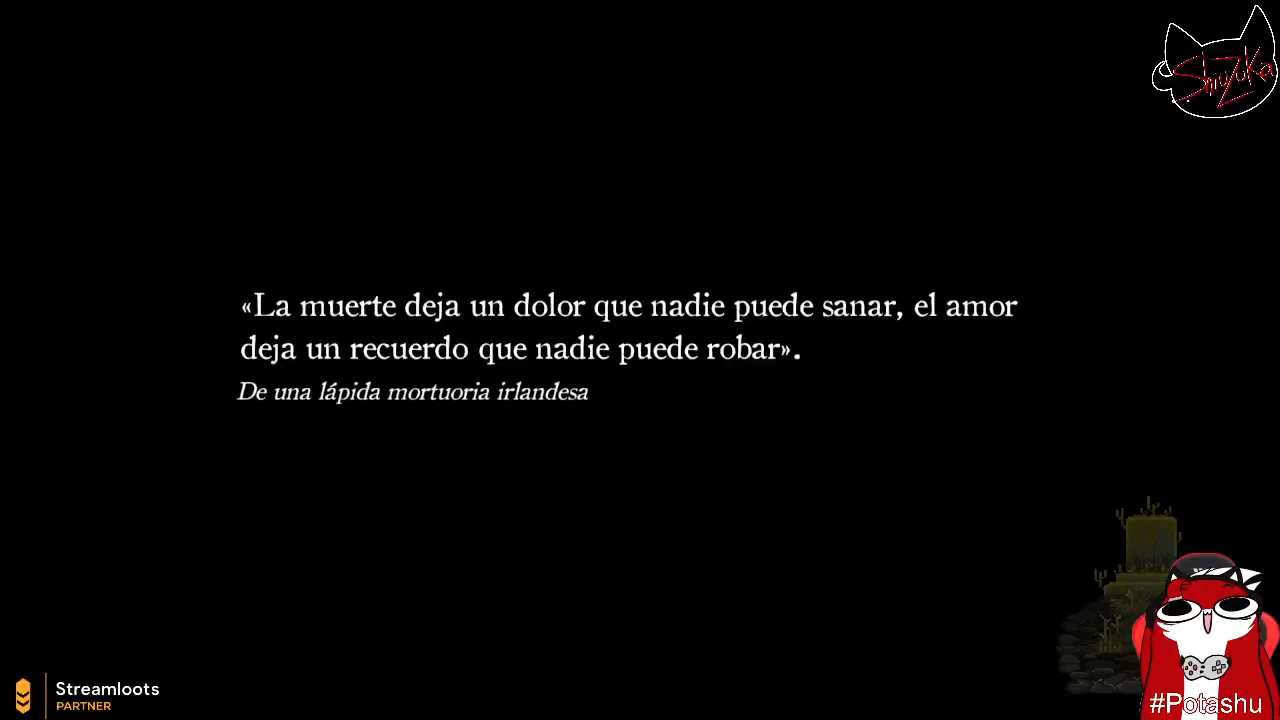 Shiuzuka
«La muerte deja un dolor que nadie puede sanar, el amor
deja un recuerdo que nadie puede robar».
De una lápida mortuoria irlandesa
Streamloots
PARTNER
#Potashu